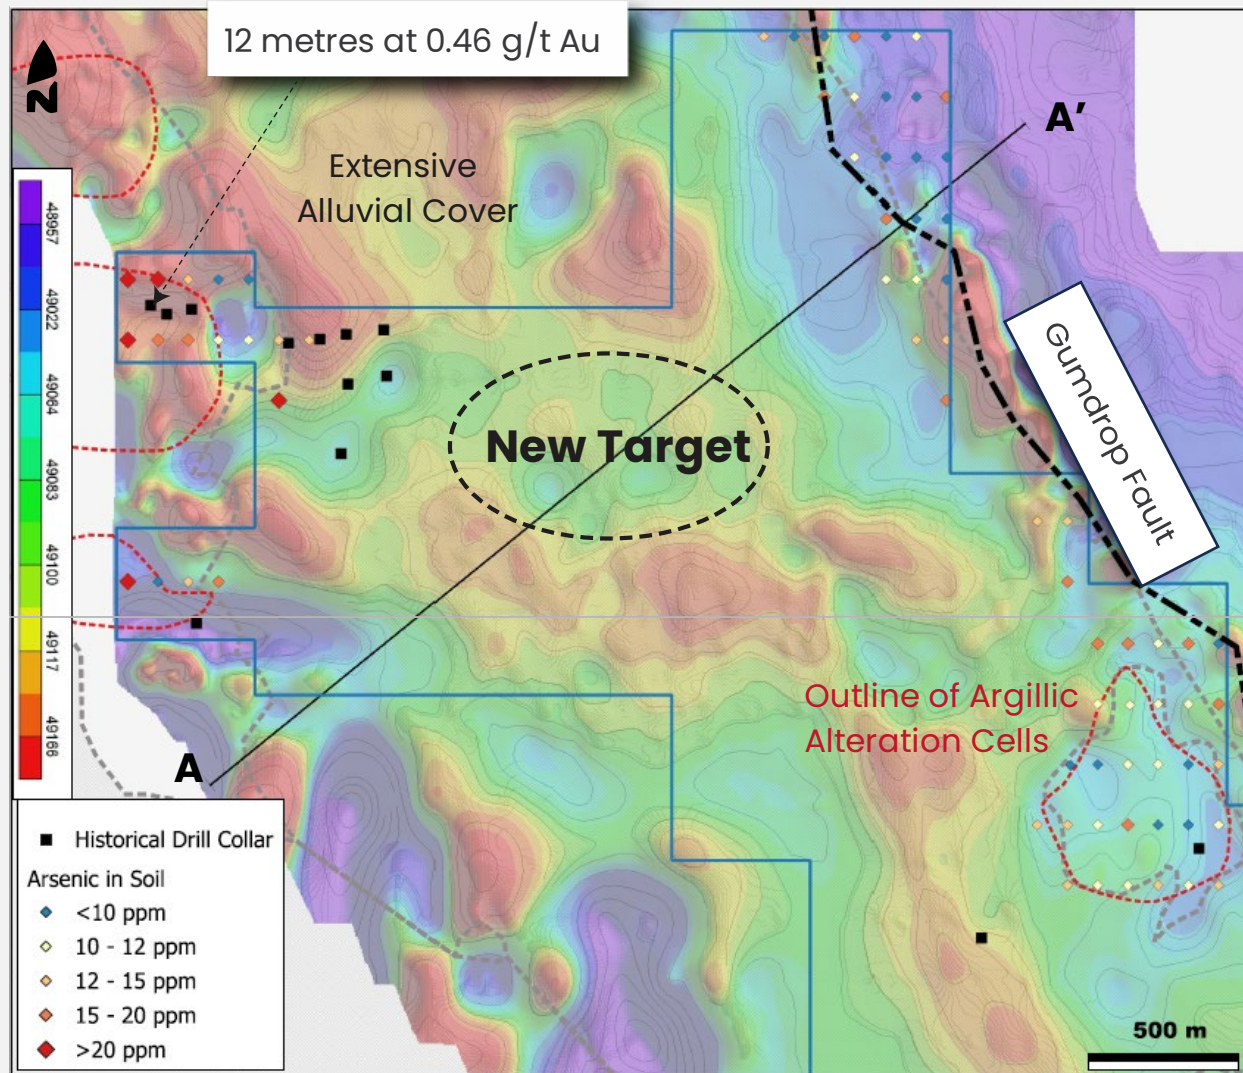 12 metres at 0.46 g/t Au
N
A’
Extensive
Alluvial Cover
48957
49022
49064
49083
49100
49117
49166
Gumdrop Fault
New Target
Outline of Argillic
Alteration Cells
A
Historical Drill Collar
Arsenic in Soil
<10 ppm
10 - 12 ppm
12 - 15 ppm
15 - 20 ppm
>20 ppm
500 m